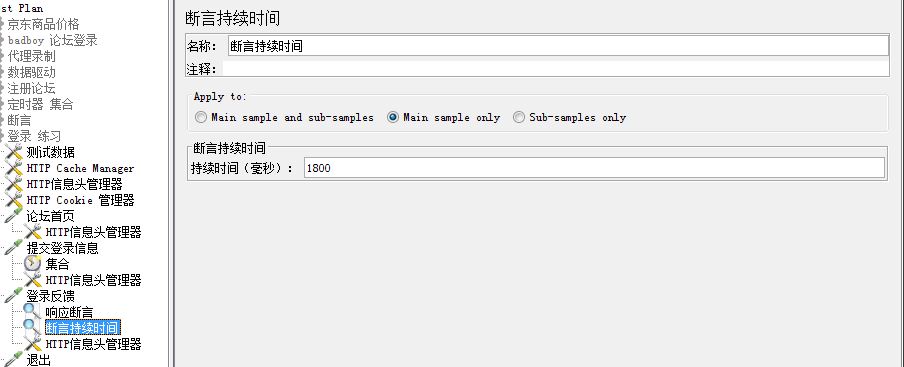 st Plan
京东商品价格
badboy 论坛登录
代理录制
数据驱动
注册论坛
定时器 集合
断言
登录 练习
测试数据
HTTP Cache Manager
HTTP信息头管理器
HTTP Cookie 管理器
论坛首页
HTTP信息头管理器
提交登录信息
集合
HTTP信息头管理器
登录反馈
响应断言
断言持续时间
HTTP信息头管理器
退出
断言持续时间
名称： 断言持续时间
注释：
Apply to:
Main sample and sub-samples Main sample only Sub-samples only
断言持续时间
持续时间（毫秒）： 1800